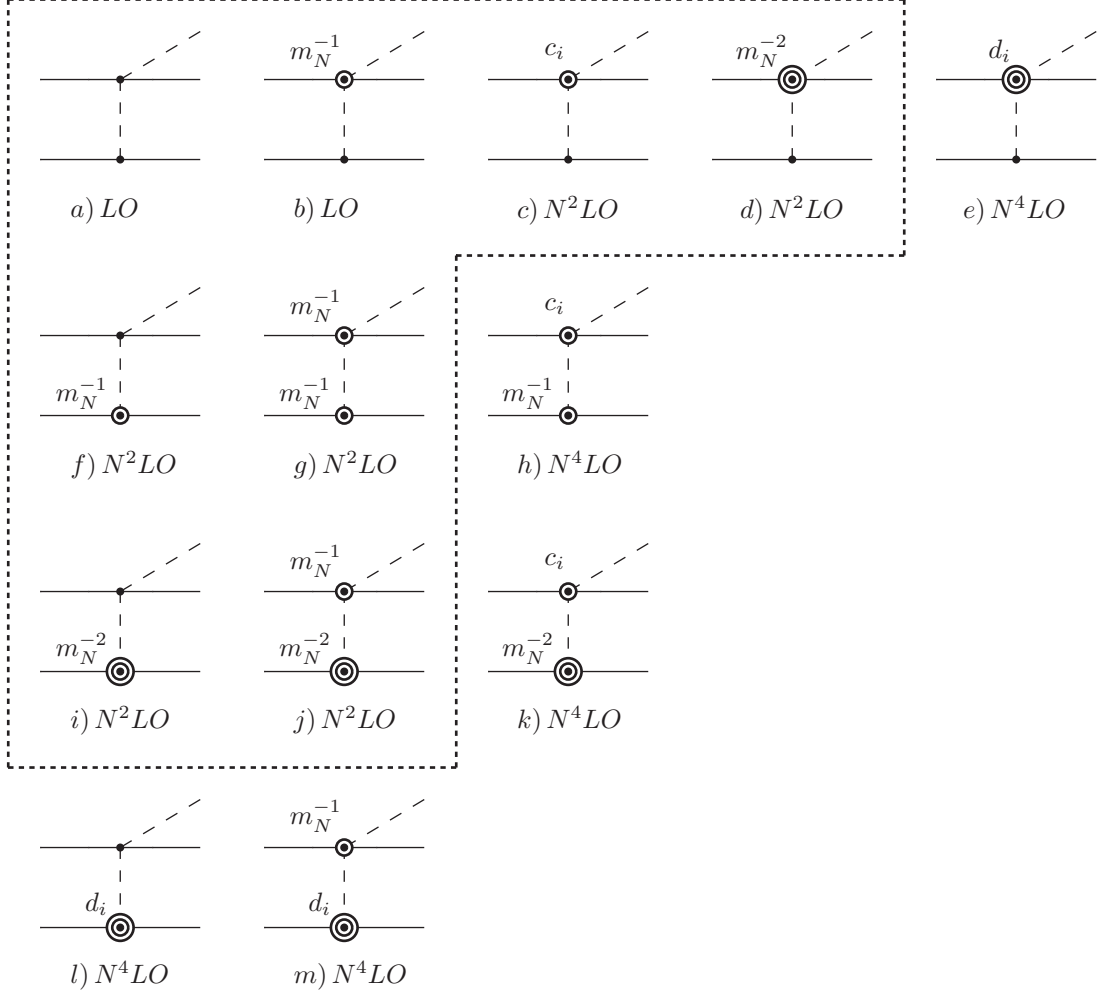 m_N^{-1} c_i m_N^{-2} d_i
a) LO b) LO c) N^2LO d) N^2LO e) N^4LO
m_N^{-1} c_i
m_N^{-1} m_N^{-1} m_N^{-1}
f) N^2LO g) N^2LO h) N^4LO
m_N^{-1} c_i
m_N^{-2} m_N^{-2} m_N^{-2}
i) N^2LO j) N^2LO k) N^4LO
m_N^{-1}
d_i d_i
l) N^4LO m) N^4LO